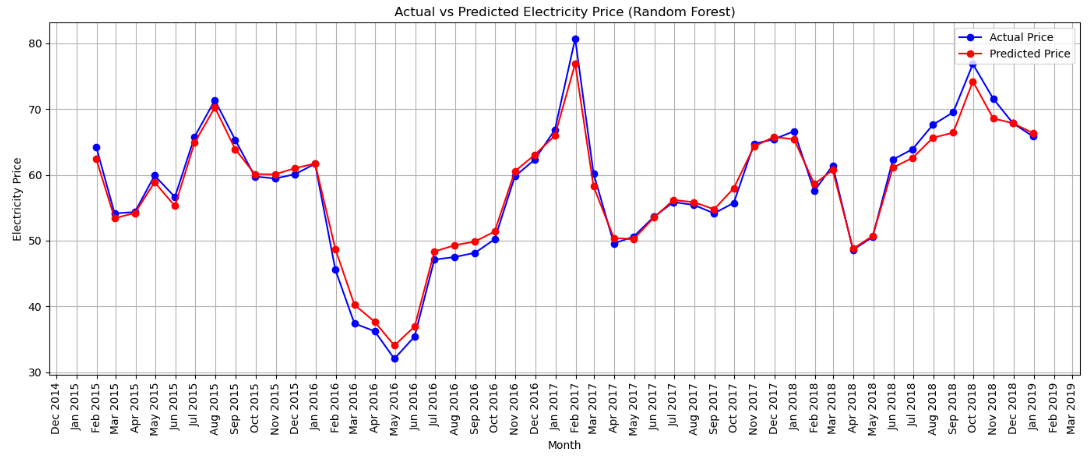 Actual vs Predicted Electricity Price (Random Forest)
Actual Price
Predicted Price
Electricity Price
80
70
60
50
40
30
Dec 2014
Jan 2015
Feb 2015
Mar 2015
Apr 2015
May 2015
Jun 2015
Jul 2015
Aug 2015
Sep 2015
Oct 2015
Nov 2015
Dec 2015
Jan 2016
Feb 2016
Mar 2016
Apr 2016
May 2016
Jun 2016
Jul 2016
Aug 2016
Sep 2016
Oct 2016
Nov 2016
Dec 2016
Jan 2017
Feb 2017
Mar 2017
Apr 2017
May 2017
Jun 2017
Jul 2017
Aug 2017
Sep 2017
Oct 2017
Nov 2017
Dec 2017
Jan 2018
Feb 2018
Mar 2018
Apr 2018
May 2018
Jun 2018
Jul 2018
Aug 2018
Sep 2018
Oct 2018
Nov 2018
Dec 2018
Jan 2019
Feb 2019
Mar 2019
Month